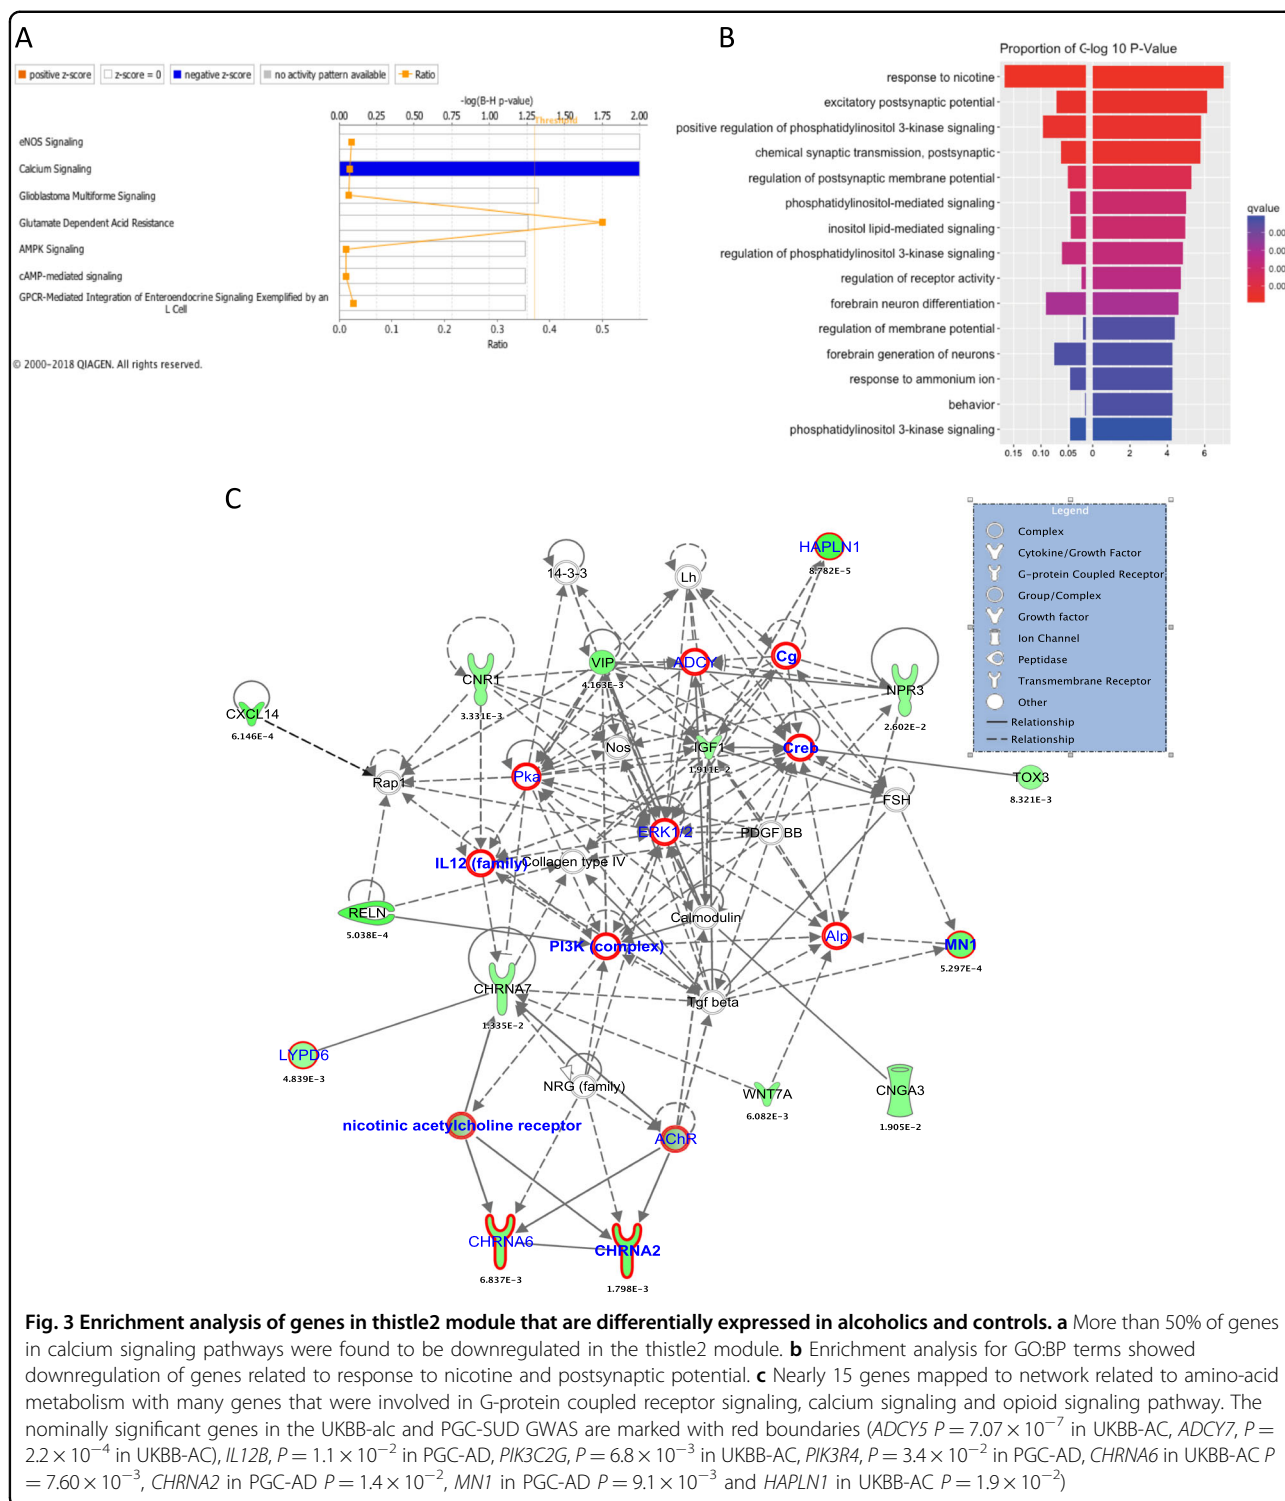 A
positive z-score
z-score = 0
negative z-score
no activity pattern available
Ratio
-log(B-H p-value)
0.00 0.25 0.50 0.75 1.00 1.25 1.50 1.75 2.00
Threshold
eNOS Signaling
Calcium Signaling
Glioblastoma Multiforme Signaling
Glutamate Dependent Acid Resistance
AMPK Signaling
cAMP-mediated signaling
GPCR-Mediated Integration of Enteroendocrine Signaling Exemplified by an
L Cell
0.0 0.1 0.2 0.3 0.4 0.5
Ratio
© 2000-2018 QIAGEN. All rights reserved.
B
Proportion of G-log 10 P-Value
response to nicotine
excitatory postsynaptic potential
positive regulation of phosphatidylinositol 3-kinase signaling
chemical synaptic transmission, postsynaptic
regulation of postsynaptic membrane potential
phosphatidylinositol-mediated signaling
inositol lipid-mediated signaling
regulation of phosphatidylinositol 3-kinase signaling
regulation of receptor activity
forebrain neuron differentiation
regulation of membrane potential
forebrain generation of neurons
response to ammonium ion
behavior
phosphatidylinositol 3-kinase signaling
0.15 0.10 0.05 0 2 4 6
qvalue
0.00
0.00
0.00
C
Legend
Complex
Cytokine/Growth Factor
G-protein Coupled Receptor
Group/Complex
Growth factor
Ion Channel
Peptidase
Transmembrane Receptor
Other
Relationship
Relationship
HAPLN1
8.782E-5
14-3-3
Lh
CNR1
3.331E-3
VIP
4.163E-3
ADCY
Cg
NPR3
2.602E-2
CXCL14
6.146E-4
Nos
IGF1
1.911E-2
Creb
Rap1
Pka
TOX3
8.321E-3
FSH
ERK1/2
PDGF BB
IL12 (family)
Collagen type IV
RELN
5.038E-4
Calmodulin
PI3K (complex)
Alp
MN1
5.297E-4
CHRNA7
1.335E-2
Tgf beta
LYPD6
4.839E-3
NRG (family)
WNT7A
6.082E-3
CNGA3
1.905E-2
nicotinic acetylcholine receptor
AChR
CHRNA6
6.837E-3
CHRNA2
1.798E-3
Fig. 3 Enrichment analysis of genes in thistle2 module that are differentially expressed in alcoholics and controls. a More than 50% of genes
in calcium signaling pathways were found to be downregulated in the thistle2 module. b Enrichment analysis for GO:BP terms showed
downregulation of genes related to response to nicotine and postsynaptic potential. c Nearly 15 genes mapped to network related to amino-acid
metabolism with many genes that were involved in G-protein coupled receptor signaling, calcium signaling and opioid signaling pathway. The
nominally significant genes in the UKBB-alc and PGC-SUD GWAS are marked with red boundaries (ADCY5 P = 7.07 × 10⁻⁷ in UKBB-AC, ADCY7, P =
2.2 × 10⁻⁴ in UKBB-AC), IL12B, P = 1.1 × 10⁻² in PGC-AD, PIK3C2G, P = 6.8 × 10⁻³ in UKBB-AC, PIK3R4, P = 3.4 × 10⁻² in PGC-AD, CHRNA6 in UKBB-AC P
= 7.60 × 10⁻³, CHRNA2 in PGC-AD P = 1.4 × 10⁻², MN1 in PGC-AD P = 9.1 × 10⁻³ and HAPLN1 in UKBB-AC P = 1.9 × 10⁻²)